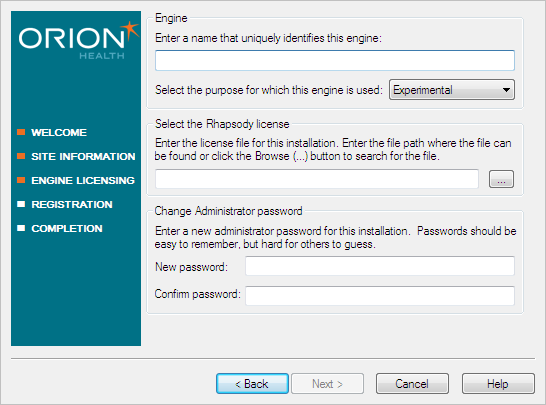 ORION
HEALTH
WELCOME
SITE INFORMATION
ENGINE LICENSING
REGISTRATION
COMPLETION
Engine
Enter a name that uniquely identifies this engine:
Select the purpose for which this engine is used: Experimental
Select the Rhapsody license
Enter the license file for this installation. Enter the file path where the file can
be found or click the Browse (...) button to search for the file.
...
Change Administrator password
Enter a new administrator password for this installation. Passwords should be
easy to remember, but hard for others to guess.
New password:
Confirm password:
< Back Next > Cancel Help